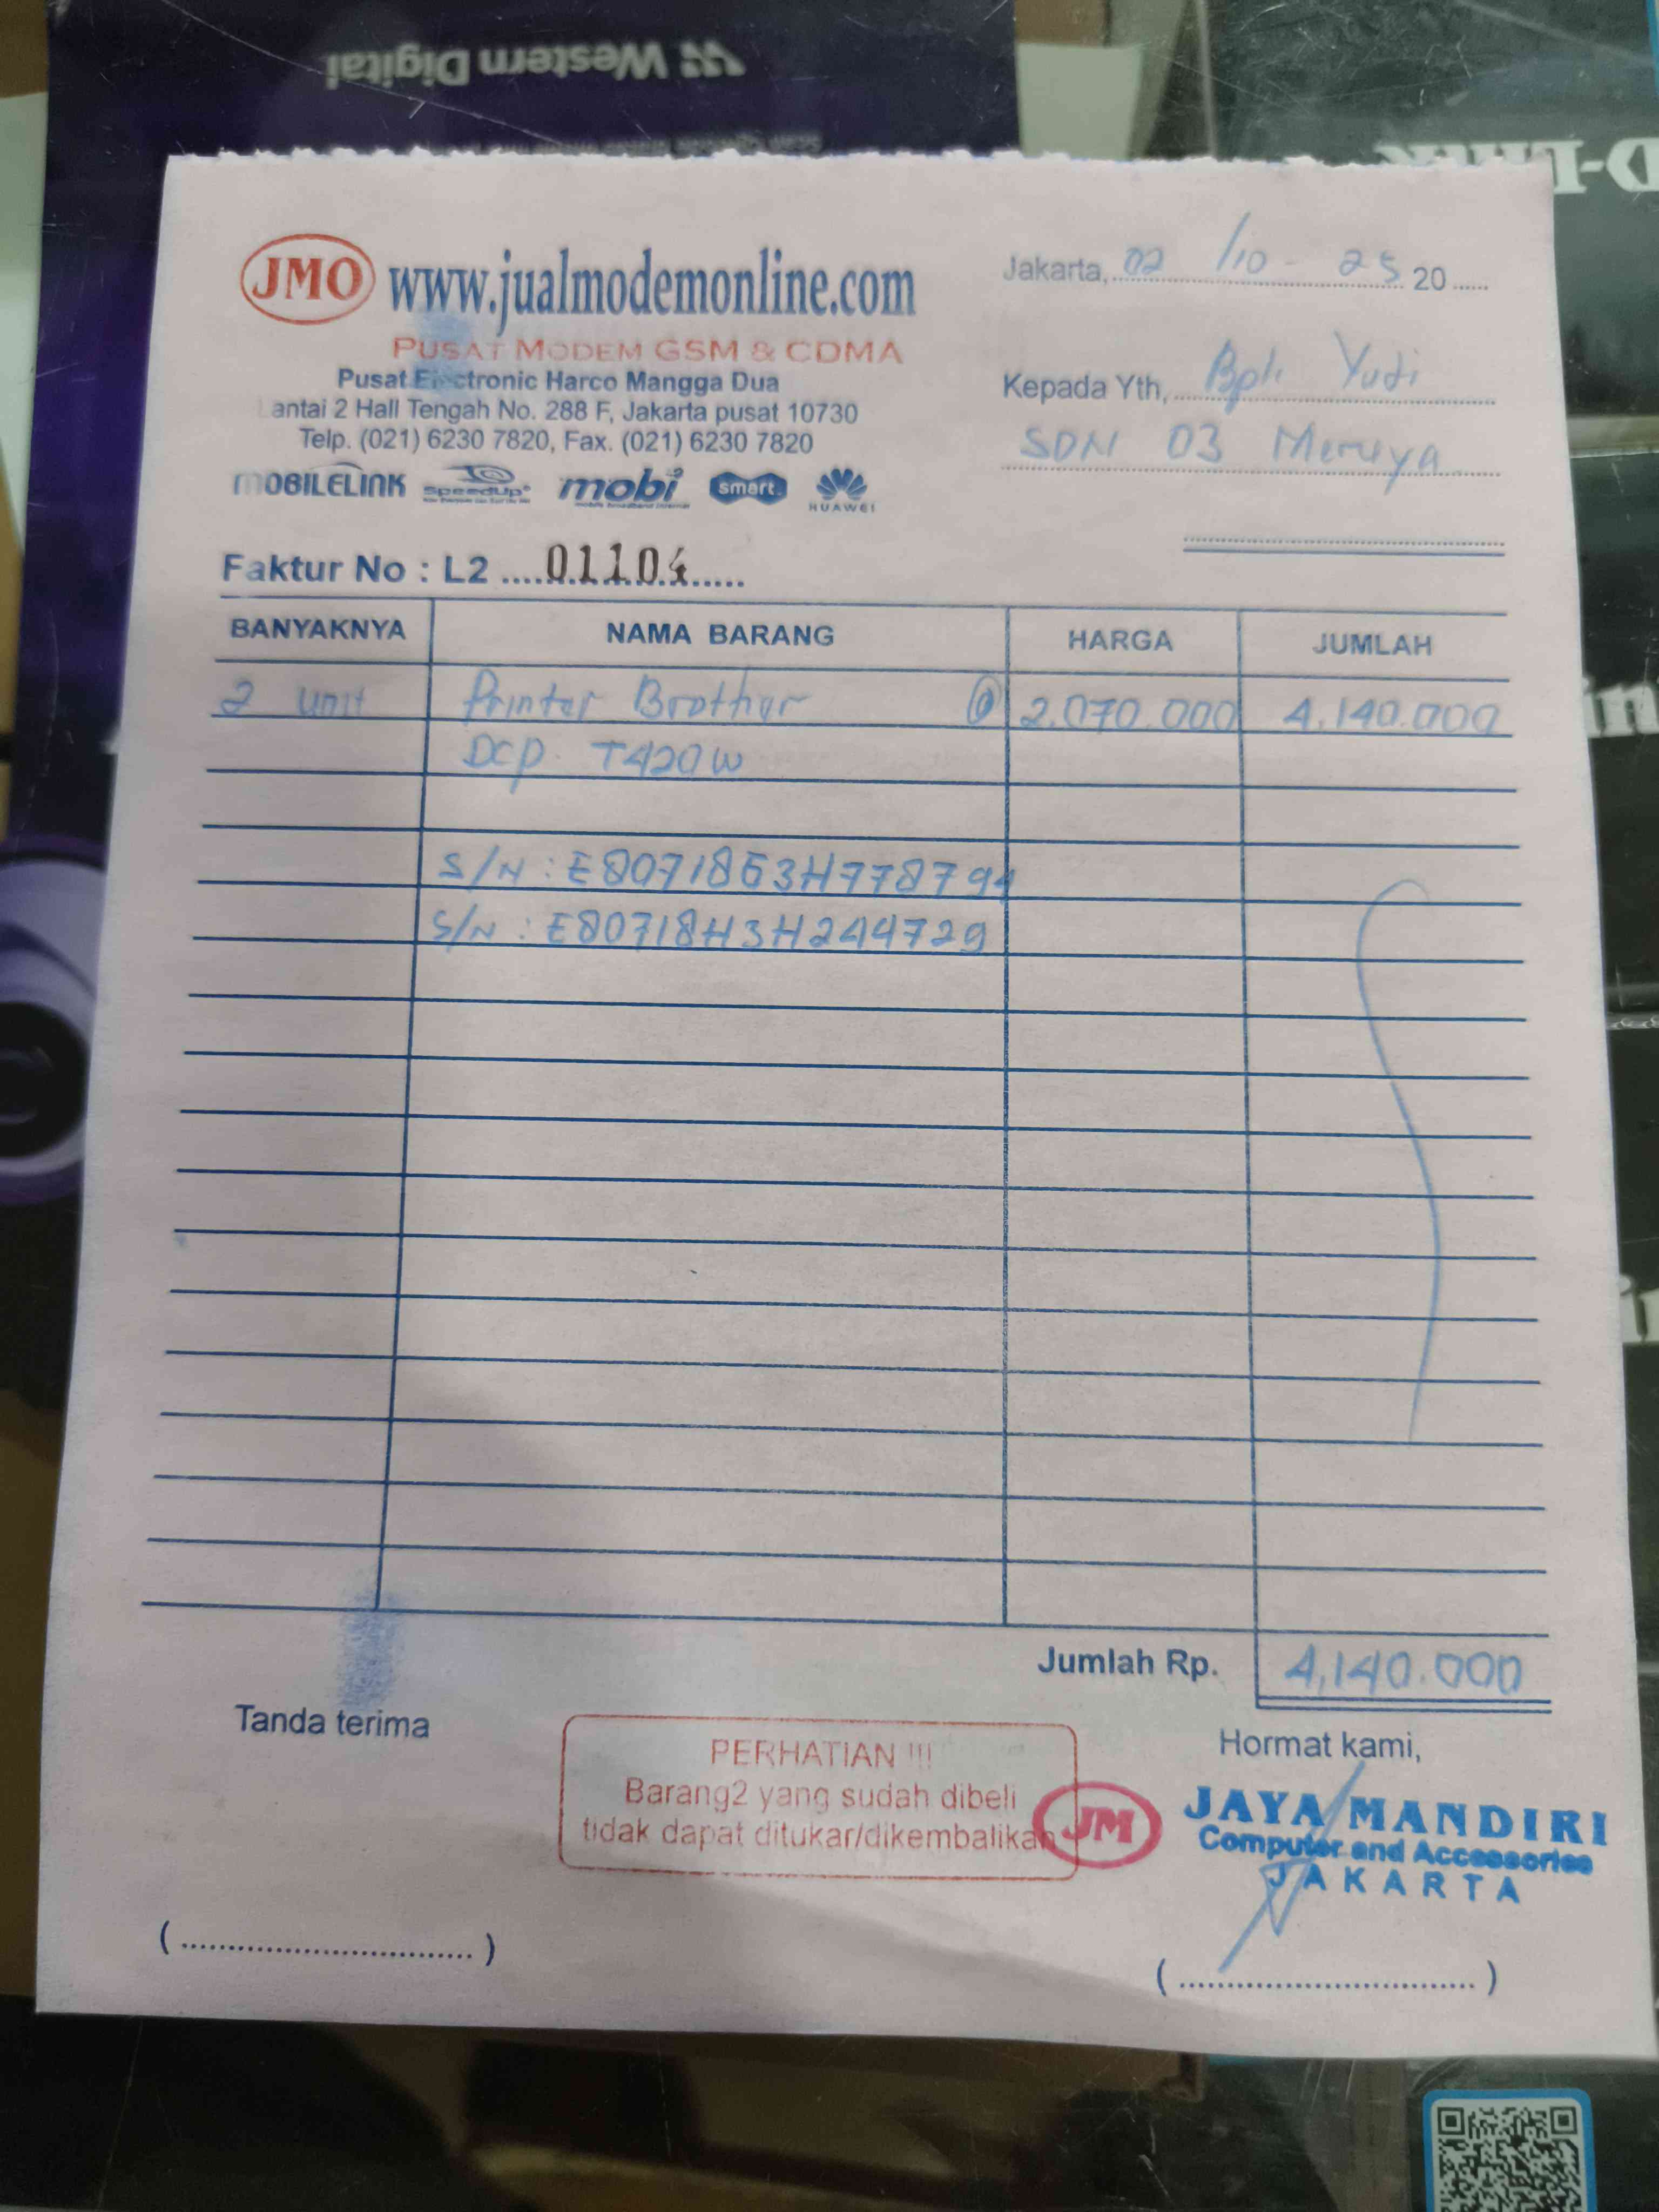 Western Digital
JMO www.jualmodemonline.com
PUSAT MODEM GSM & CDMA
Pusat Electronic Harco Mangga Dua
antai 2 Hall Tengah No. 288 F, Jakarta pusat 10730
Telp. (021) 6230 7820, Fax. (021) 6230 7820
MOBILELINK SpeedUp mobi smart HUAWEI
Jakarta, 02 /10 - 25 20 ......
Kepada Yth, Bpk Yudi
SDN 03 Meruya
Faktur No : L2 ....01104.....
BANYAKNYA NAMA BARANG HARGA JUMLAH
2 unit Printer Brother @ 2.070.000 4.140.000
DCP T420W
S/N : E80718G3H778794
S/N : E80718H3H244729
Jumlah Rp. 4.140.000
Tanda terima
PERHATIAN !!!
Barang2 yang sudah dibeli
tidak dapat ditukar/dikembalikan
Hormat kami,
JM JAYA MANDIRI
Computer and Accessories
JAKARTA
(...............................)
(...............................)